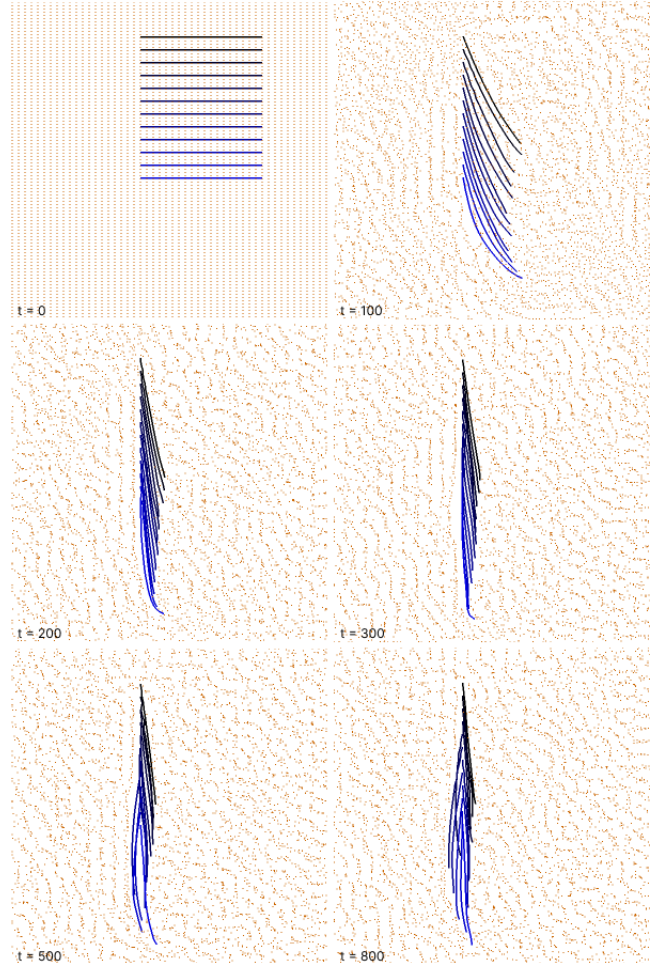 t = 0
t = 100
t = 200
t = 300
t = 500
t = 800